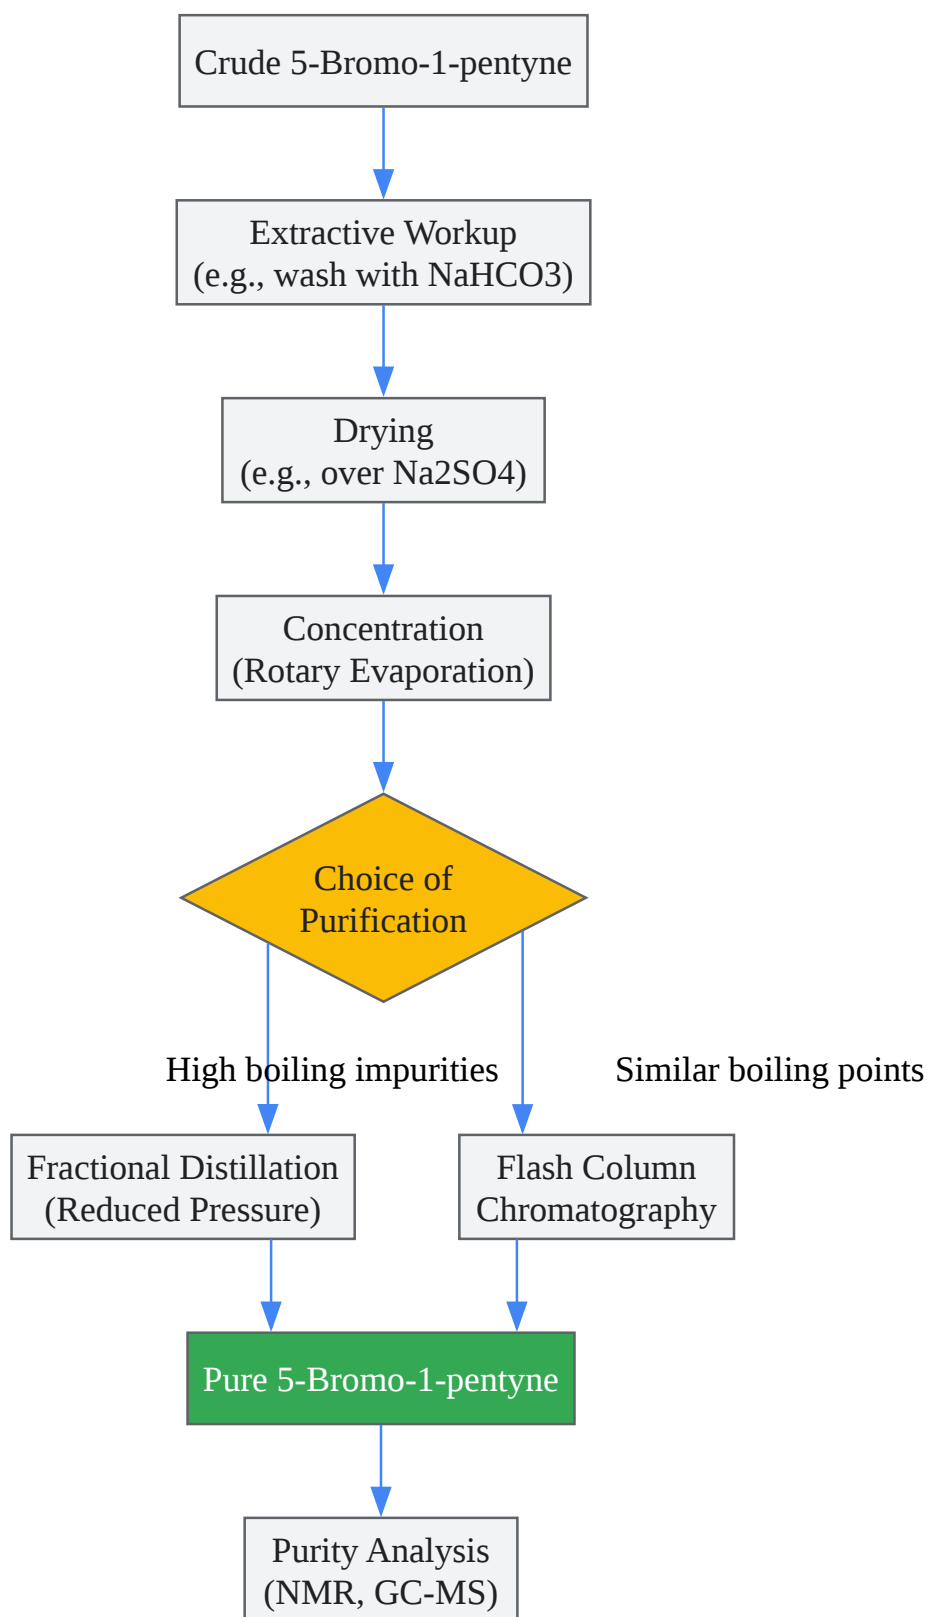 Crude 5-Bromo-1-pentyne
Extractive Workup
(e.g., wash with NaHCO3)
Drying
(e.g., over Na2SO4)
Concentration
(Rotary Evaporation)
Choice of
Purification
High boiling impurities
Similar boiling points
Fractional Distillation
(Reduced Pressure)
Flash Column
Chromatography
Pure 5-Bromo-1-pentyne
Purity Analysis
(NMR, GC-MS)